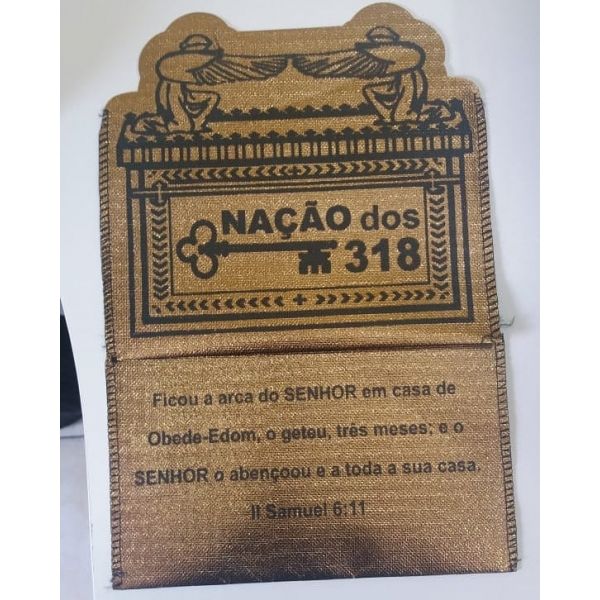 NAÇÃO dos
318
Ficou a arca do SENHOR em casa de
Obede-Edom, o geteu, três meses; e o
SENHOR o abençoou e a toda a sua casa.
II Samuel 6:11